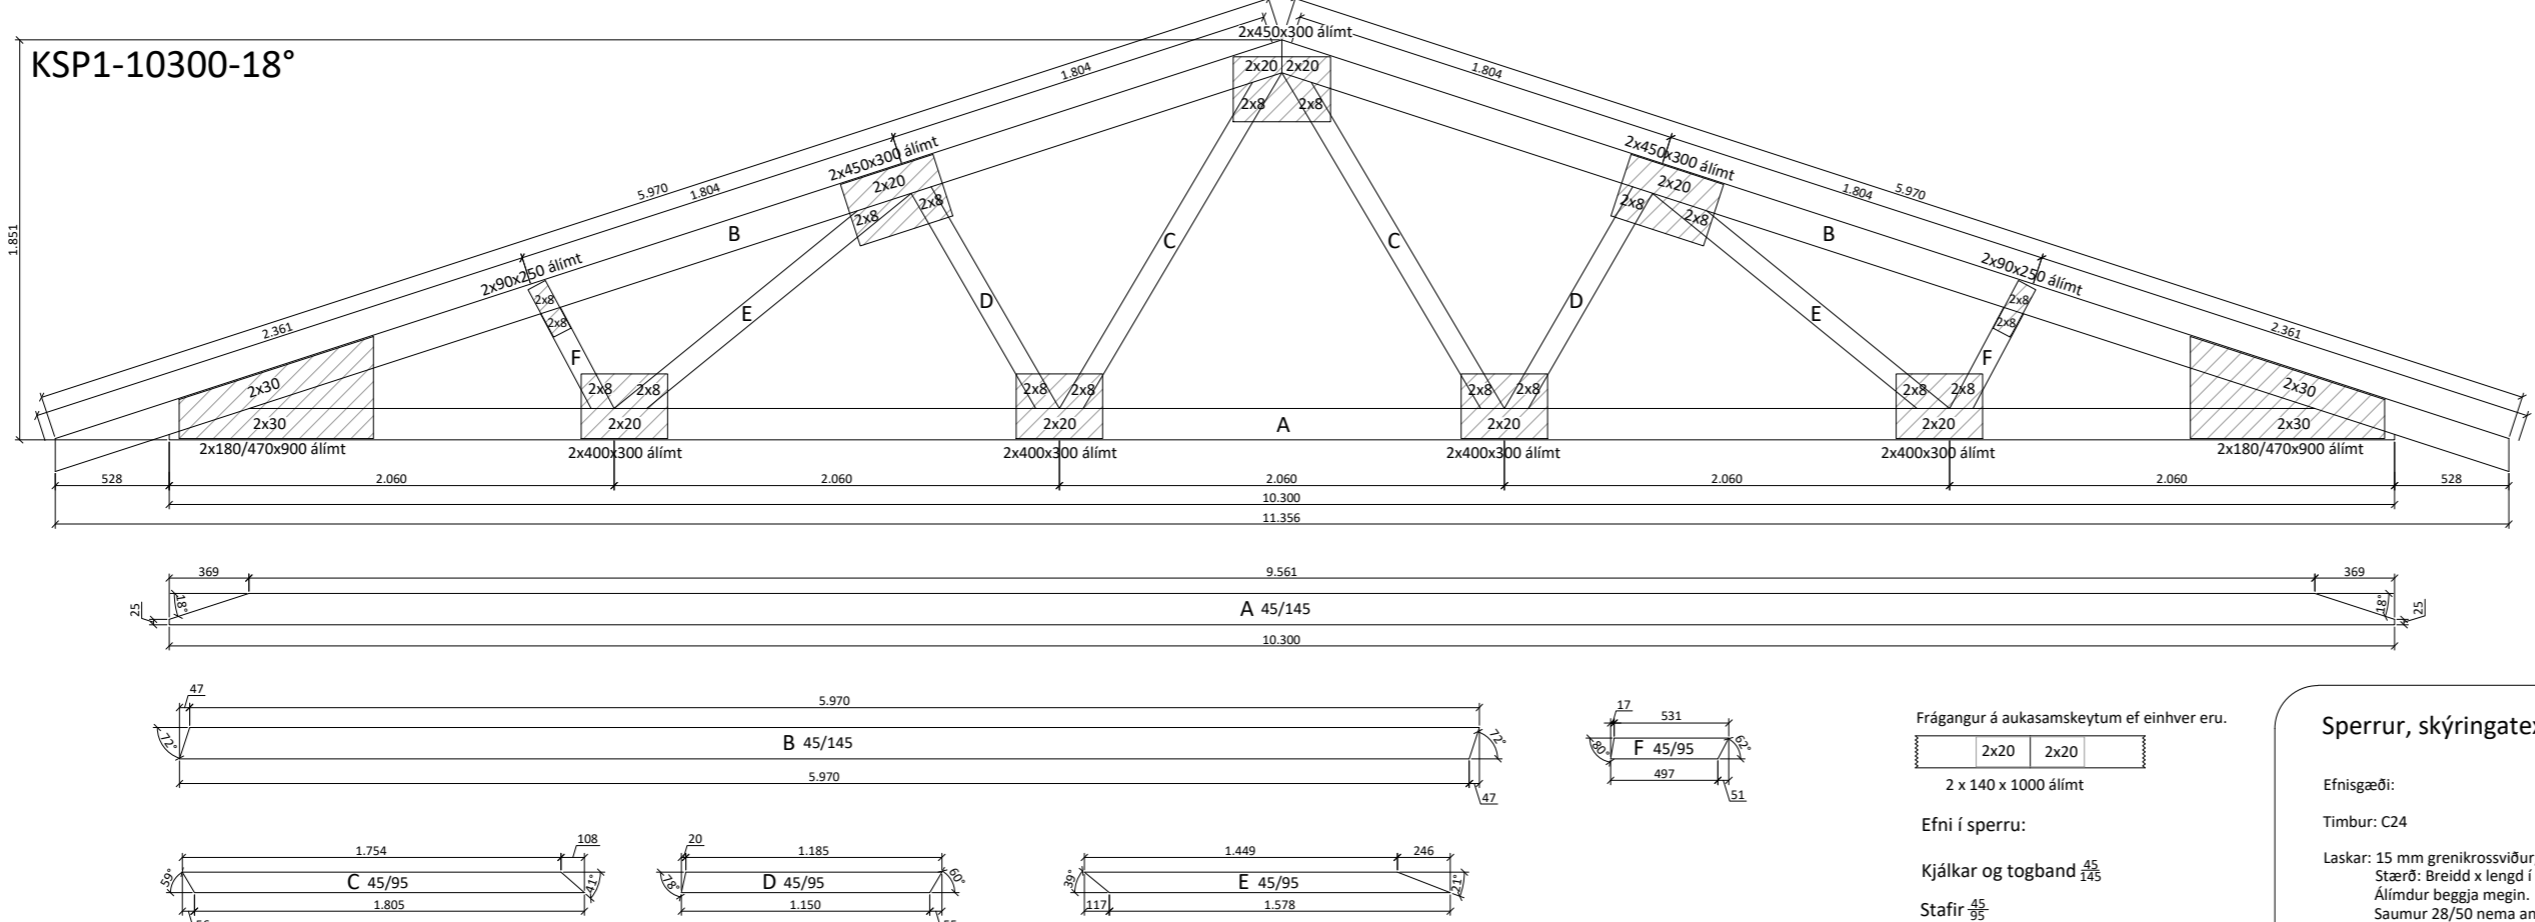 KSP1-10300-18°
2x450x300 álímt
1.804
1.804
2x20 2x20
2x8 2x8
1.851
5.970
1.804
2x450x300 álímt
2x20
2x8
2x8
2x450x300 álímt
2x20
2x8
2x8
1.804
5.970
B
B
C
C
2x90x250 álímt
2x8
2x8
2x90x250 álímt
2x8
2x8
D
D
E
E
2.361
2.361
F
F
2x30
2x30
2x8 2x8
2x20
2x8 2x8
2x20
A
2x8 2x8
2x20
2x8 2x8
2x20
2x30
2x30
2x180/470x900 álímt
2x400x300 álímt
2x400x300 álímt
2x400x300 álímt
2x400x300 álímt
2x180/470x900 álímt
528 2.060 2.060 2.060 2.060 2.060 528
10.300
11.356
369 9.561 369
25
18°
A 45/145
18°
25
10.300
47
5.970
72°
B 45/145
72°
5.970
47
17
531
80°
F 45/95
62°
497
51
1.754 108
59°
C 45/95
41°
1.805
20
1.185
78°
D 45/95
60°
1.150
1.449 246
39°
E 45/95
21°
117 1.578
Frágangur á aukasamskeytum ef einhver eru.
2x20 2x20
2 x 140 x 1000 álímt
Efni í sperru:
Kjálkar og togband 45/145
Stafir 45/95
Sperrur, skýringatex
Efnisgæði:
Timbur: C24
Laskar: 15 mm grenikrossviður,
Stærð: Breidd x lengd í
Álímdur beggja megin.
Saumur 28/50 nema an